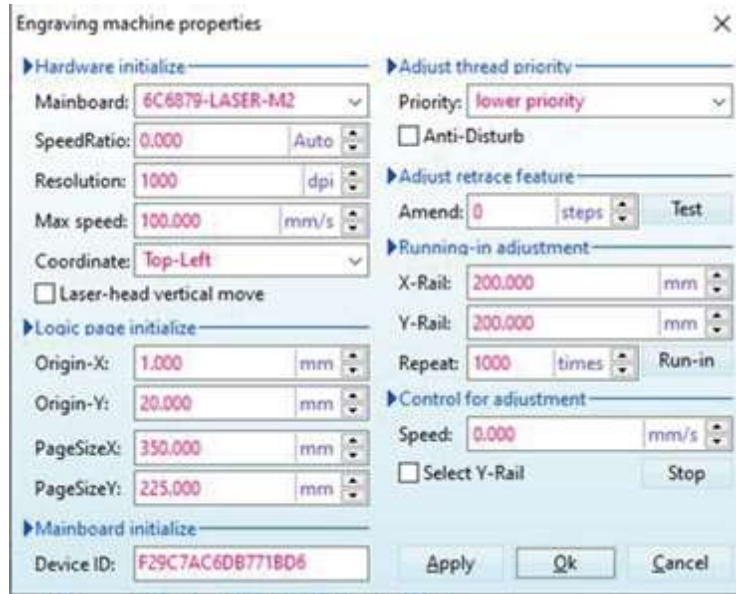 Engraving machine properties
Hardware initialize
Mainboard: 6C6879-LASER-M2
SpeedRatio: 0.000 Auto
Resolution: 1000 dpi
Max speed: 100.000 mm/s
Coordinate: Top-Left
Laser-head vertical move
Logic page initialize
Origin-X: 1.000 mm
Origin-Y: 20.000 mm
PageSizeX: 350.000 mm
PageSizeY: 225.000 mm
Mainboard initialize
Device ID: F29C7AC6DB771BD6
Adjust thread priority
Priority: lower priority
Anti-Disturb
Adjust retrace feature
Amend: 0 steps Test
Running-in adjustment
X-Rail: 200.000 mm
Y-Rail: 200.000 mm
Repeat: 1000 times Run-in
Control for adjustment
Speed: 0.000 mm/s
Select Y-Rail Stop
Apply Ok Cancel